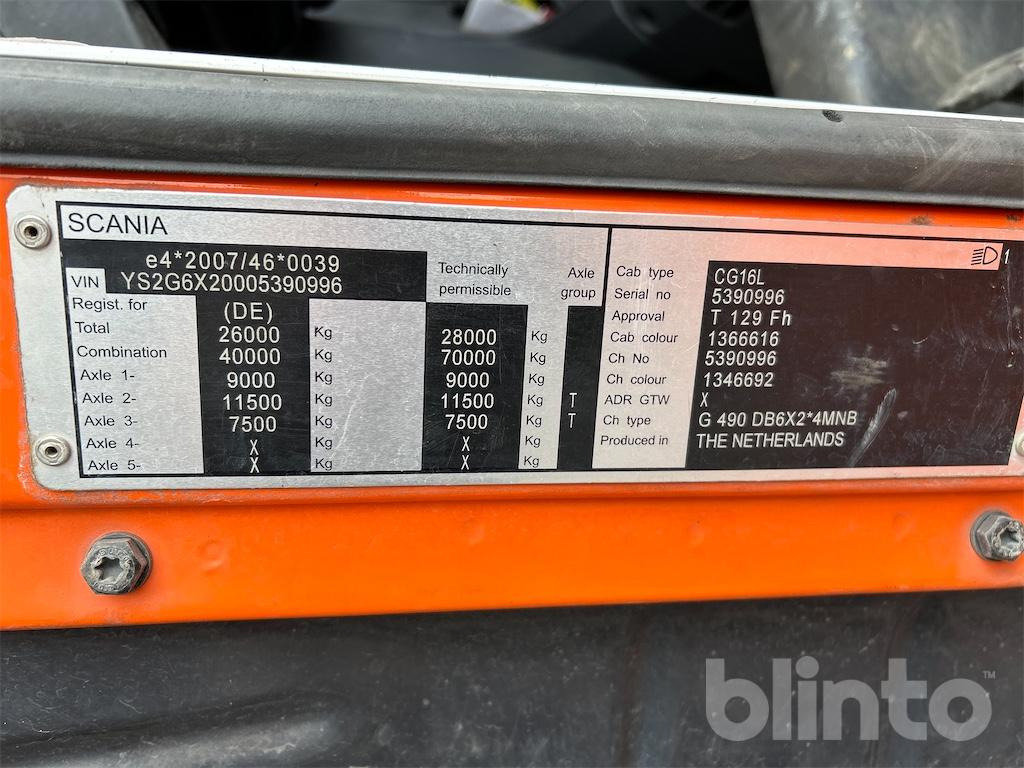 SCANIA
e4*2007/46*0039
VIN YS2G6X20005390996
Technically permissible
Axle group
Regist. for (DE)
Total 26000 Kg 28000 Kg
Combination 40000 Kg 70000 Kg
Axle 1- 9000 Kg 9000 Kg
Axle 2- 11500 Kg 11500 Kg T
Axle 3- 7500 Kg 7500 Kg T
Axle 4- X Kg X Kg
Axle 5- X Kg X Kg
1
Cab type CG16L
Serial no 5390996
Approval T 129 Fh
Cab colour 1366616
Ch No 5390996
Ch colour 1346692
ADR GTW X
Ch type G 490 DB6X2*4MNB
Produced in THE NETHERLANDS
blinto™